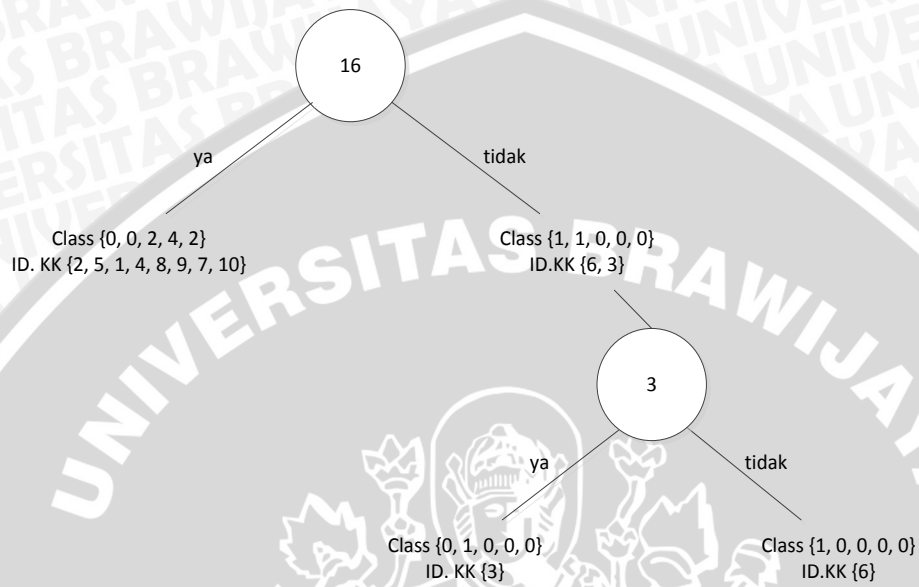 16
ya
tidak
Class {0, 0, 2, 4, 2}
ID. KK {2, 5, 1, 4, 8, 9, 7, 10}
Class {1, 1, 0, 0, 0}
ID.KK {6, 3}
UNIVERSITAS BRAWIJAYA
3
ya
tidak
Class {0, 1, 0, 0, 0}
ID. KK {3}
Class {1, 0, 0, 0, 0}
ID.KK {6}